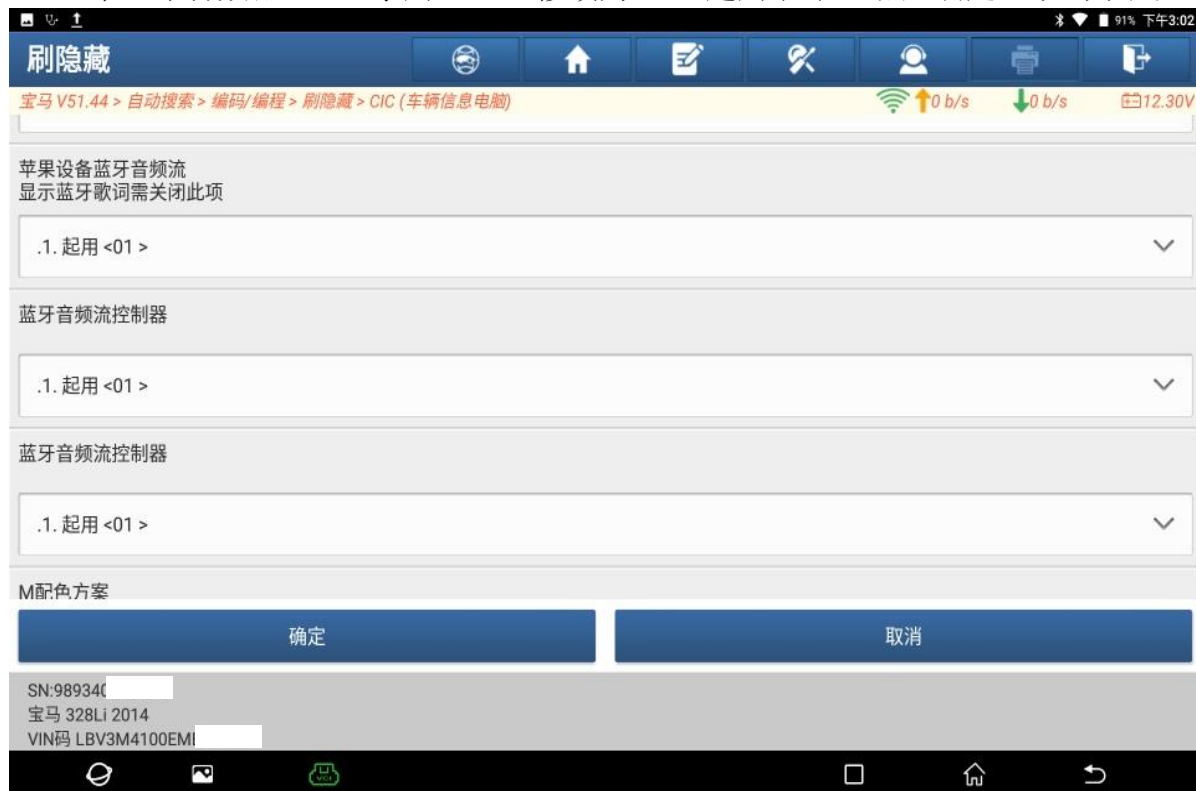 91% 下午3:02
刷隐藏
宝马 V51.44 > 自动搜索 > 编码/编程 > 刷隐藏 > CIC (车辆信息电脑)
0 b/s 0 b/s 12.30V
苹果设备蓝牙音频流
显示蓝牙歌词需关闭此项
.1. 起用 <01 >
蓝牙音频流控制器
.1. 起用 <01 >
蓝牙音频流控制器
.1. 起用 <01 >
M配色方案
确定 取消
SN:989340
宝马 328Li 2014
VIN码 LBV3M4100EM
VCI